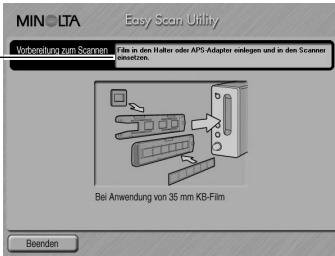 MINOLTA
Easy Scan Utility
Vorbereitung zum Scannen
Film in den Halter oder APS-Adapter einlegen und in den Scanner
einsetzen.
Bei Anwendung von 35 mm KB-Film
Beenden